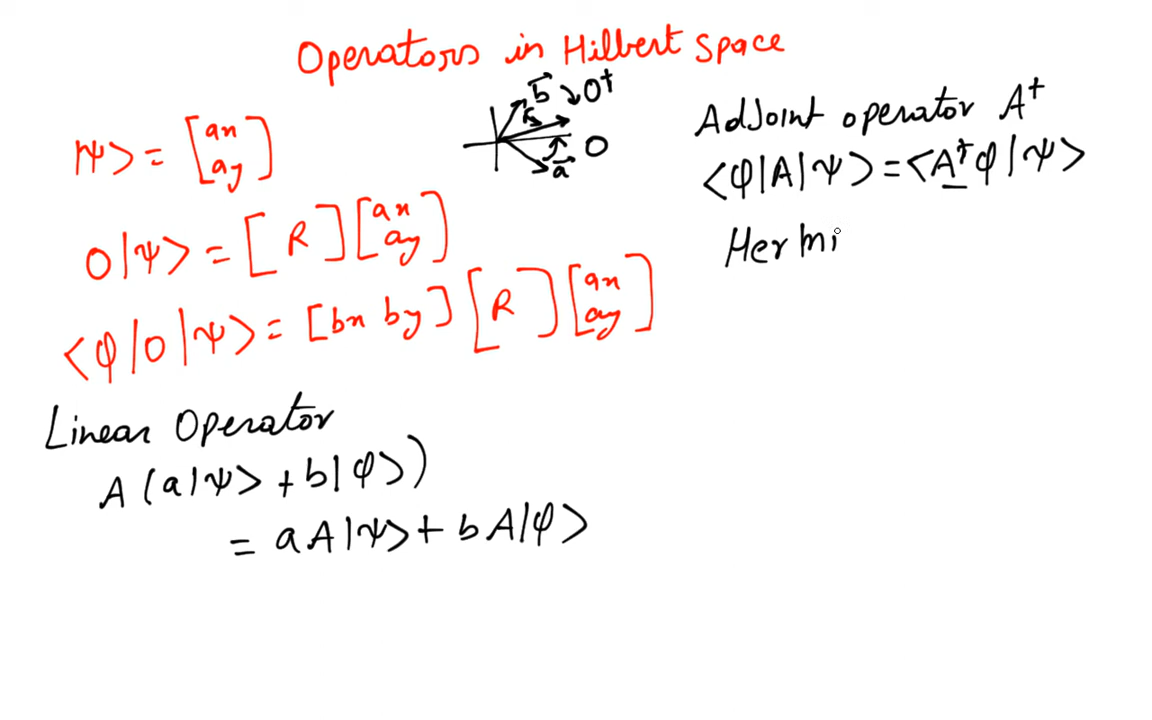 Operators in Hilbert Space
|Ψ> = [ax
ay]
O|Ψ> = [R] [ax
ay]
<φ|O|Ψ> = [bx by] [R] [ax
ay]
b⃗ O†
O
a⃗
Linear Operator
A (a|Ψ> + b|φ>)
= aA|Ψ> + bA|φ>
AdJoint operator A†
<φ|A|Ψ> = <A†φ|Ψ>
Hermi